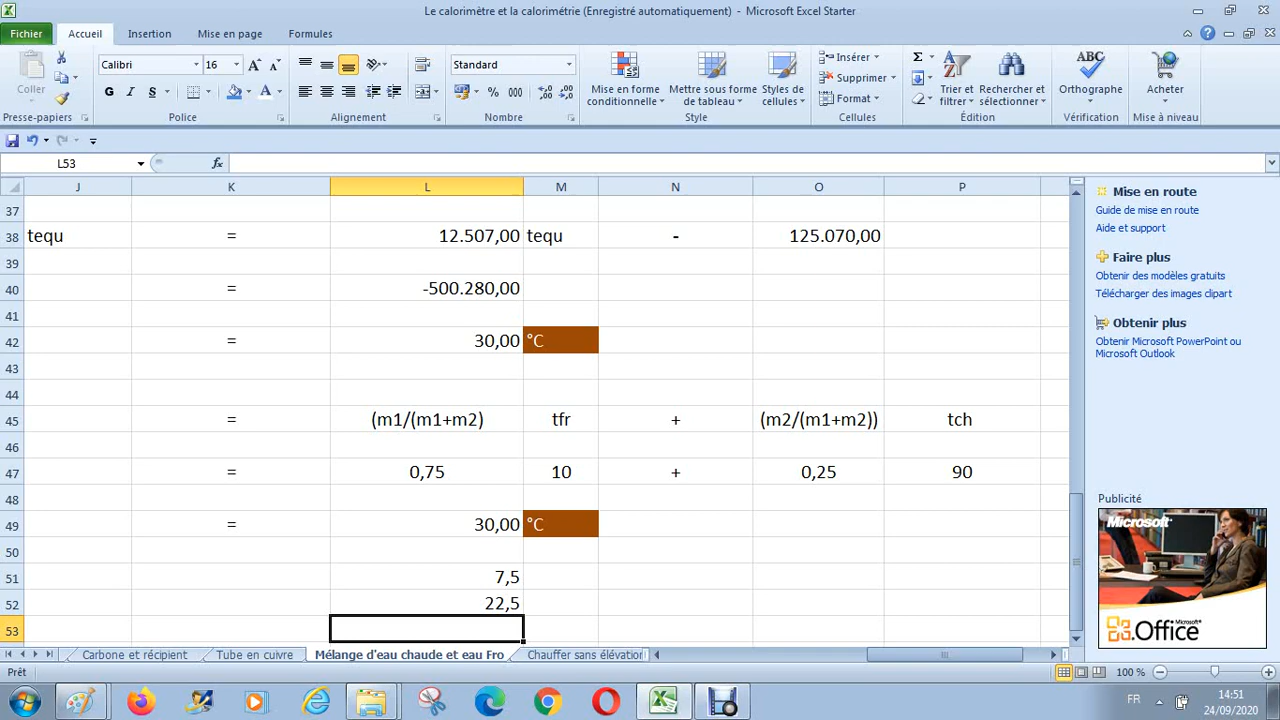 Le calorimètre et la calorimétrie (Enregistré automatiquement) - Microsoft Excel Starter
Fichier Accueil Insertion Mise en page Formules
Calibri 16 Standard
Coller
G I S
% 000
Mise en forme conditionnelle
Mettre sous forme de tableau
Styles de cellules
Insérer
Supprimer
Format
Σ
Trier et filtrer
Rechercher et sélectionner
ABC
Orthographe
Acheter
Presse-papiers Police Alignement Nombre Style Cellules Édition Vérification Mise à niveau
L53 fx
J K L M N O P
37
38 tequ = 12.507,00 tequ - 125.070,00
39
40 = -500.280,00
41
42 = 30,00 °C
43
44
45 = (m1/(m1+m2) tfr + (m2/(m1+m2)) tch
46
47 = 0,75 10 + 0,25 90
48
49 = 30,00 °C
50
51 7,5
52 22,5
53
Mise en route
Guide de mise en route
Aide et support
Faire plus
Obtenir des modèles gratuits
Télécharger des images clipart
Obtenir plus
Obtenir Microsoft PowerPoint ou
Microsoft Outlook
Publicité
Microsoft
Microsoft
Office
Carbone et récipient Tube en cuivre Mélange d'eau chaude et eau Fro Chauffer sans élévation
Prêt 100 %
FR 14:51
24/09/2020